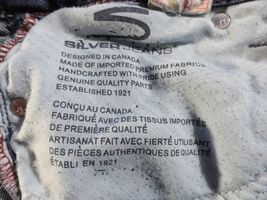 SILVER JEANS
DESIGNED IN CANADA
MADE OF IMPORTED PREMIUM FABRICS
HANDCRAFTED WITH PRIDE USING
GENUINE QUALITY PARTS
ESTABLISHED 1921
CONÇU AU CANADA
FABRIQUÉ AVEC DES TISSUS IMPORTÉS
DE PREMIÈRE QUALITÉ
ARTISANAT FAIT AVEC FIERTÉ UTILISANT
DES PIÈCES AUTHENTIQUES DE QUALITÉ
ÉTABLI EN 1921